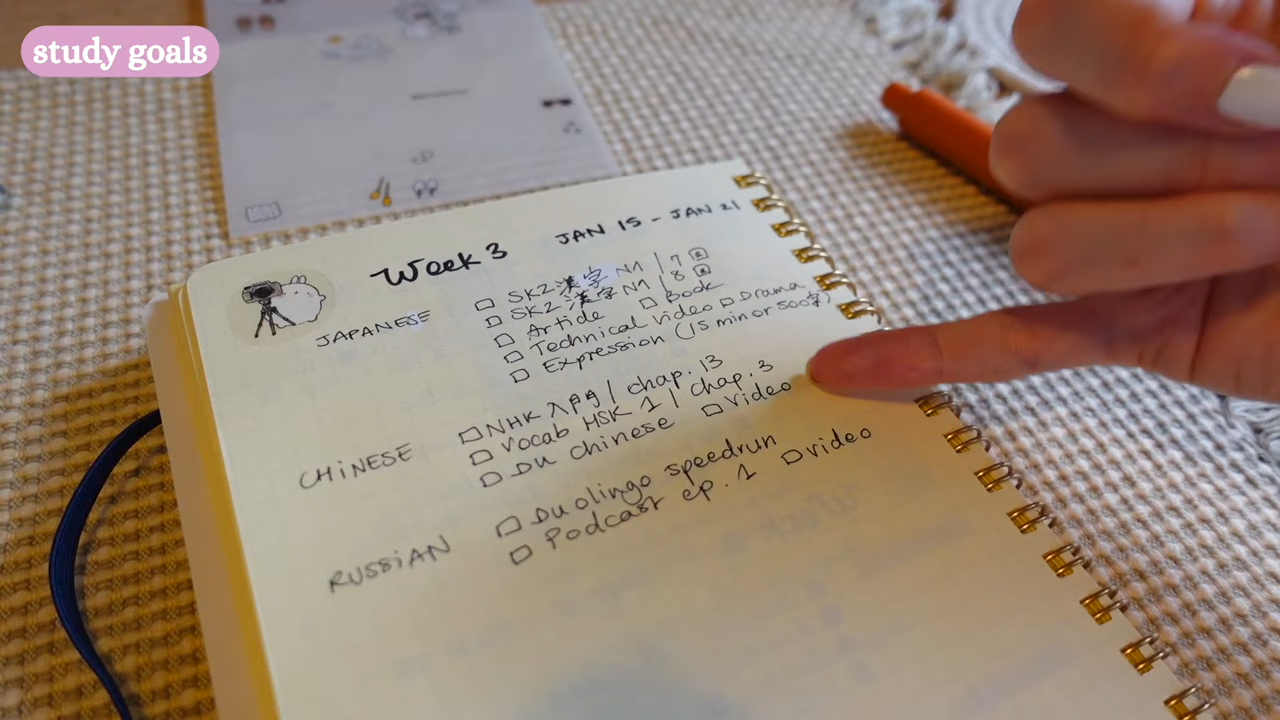 study goals
Week 3 JAN 15 - JAN 21
JAPANESE
□ SKZ 漢字 N1 | 7
□ SKZ 漢字 N1 | 8
□ Article □ Book
□ Technical video □ Drama
□ Expression (15 min or 500字)
CHINESE
□ NHK 入門 | chap. 13
□ Vocab HSK 1 | chap. 3
□ DU chinese □ Video
RUSSIAN
□ Duolingo speedrun
□ Podcast ep. 1 □ video